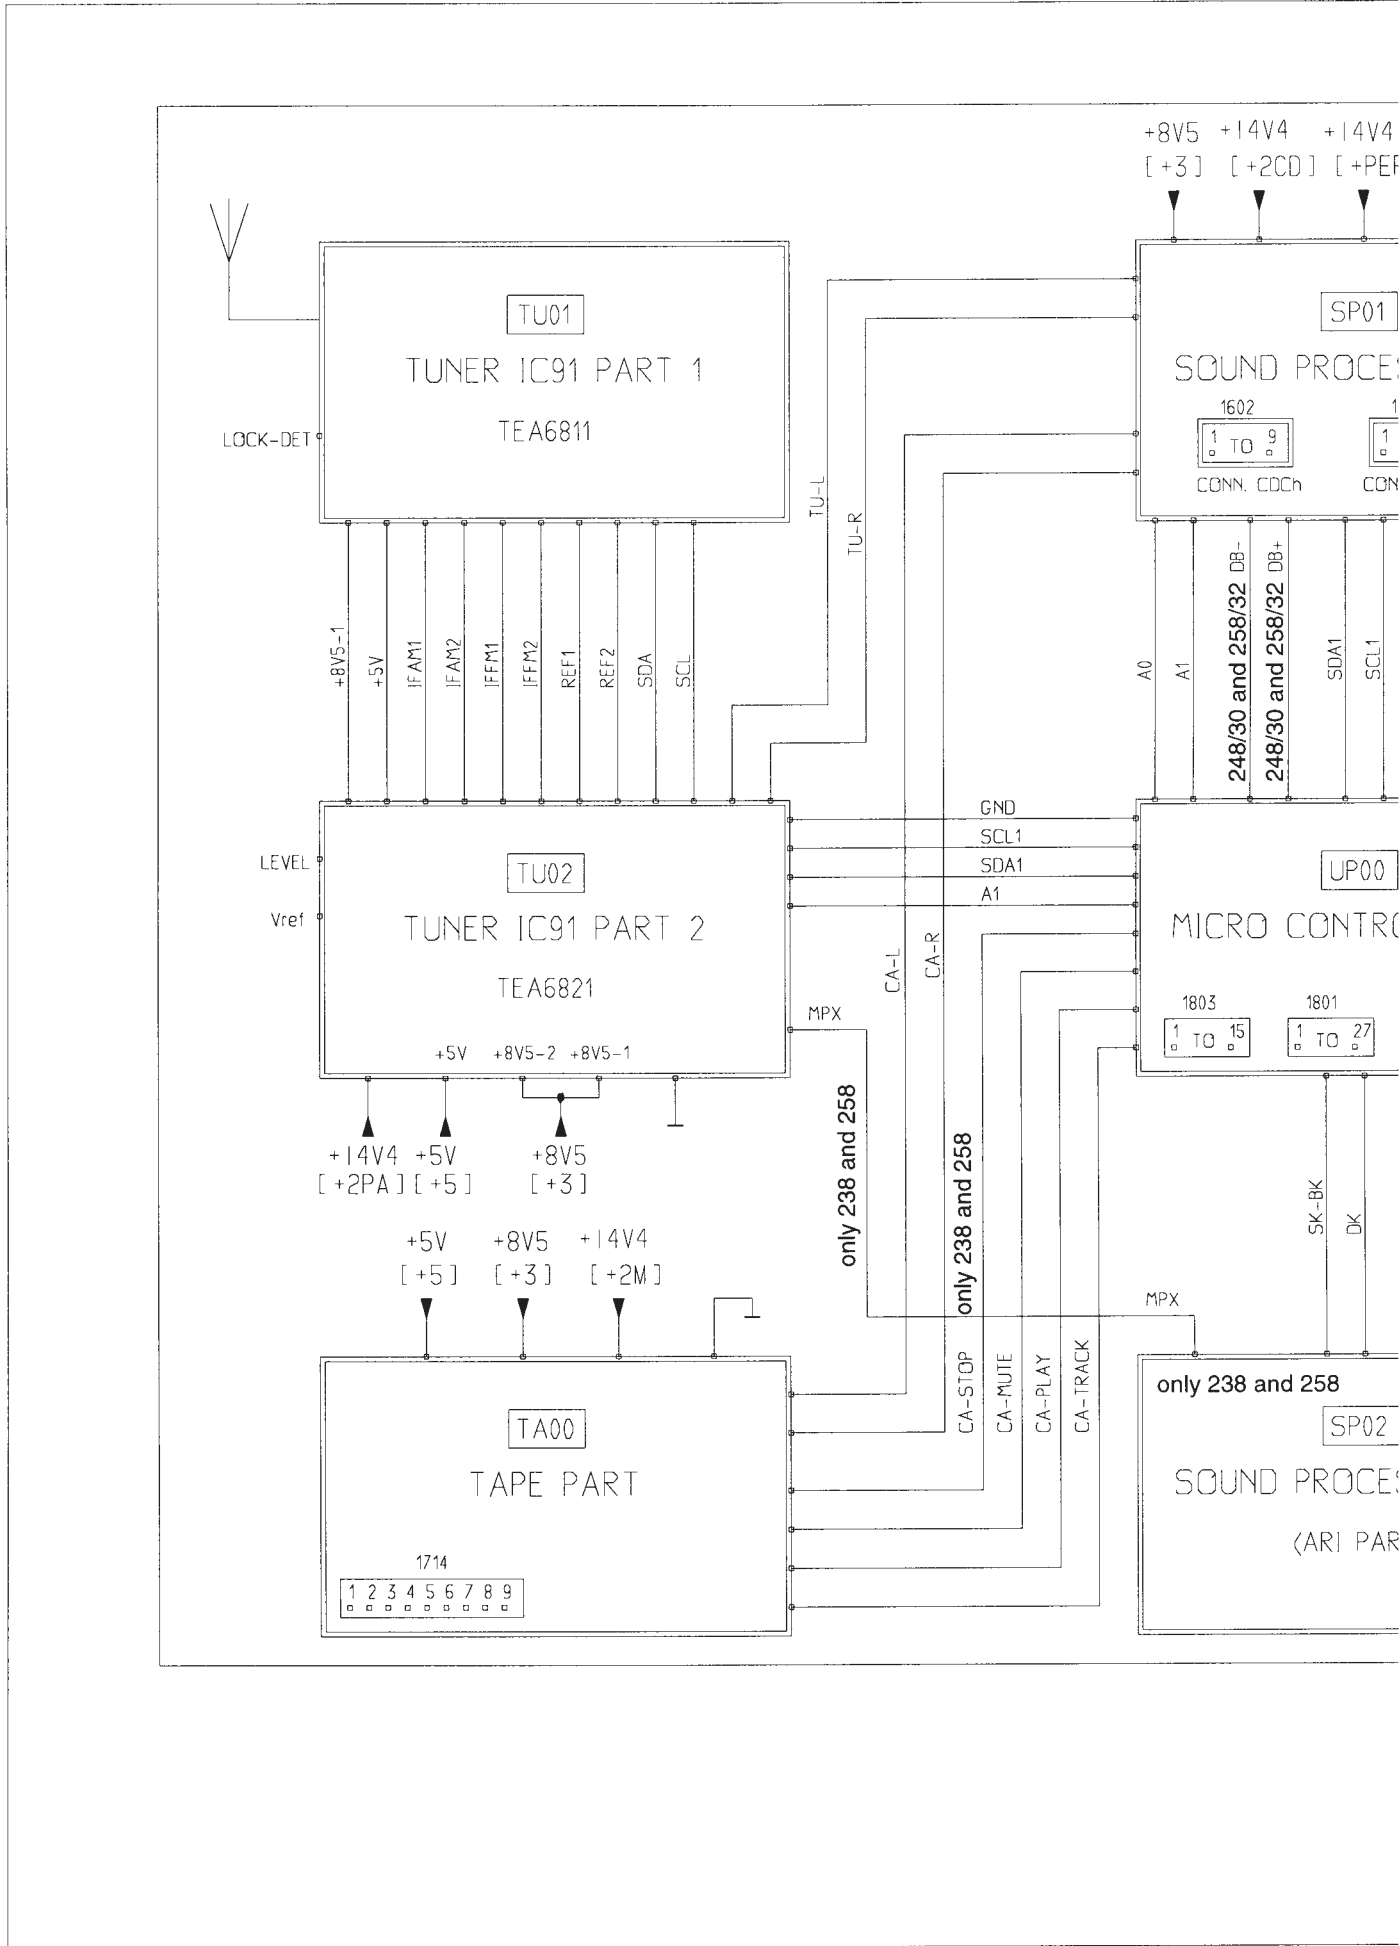 +8V5 +14V4 +14V4
[+3] [+2CD] [+PER
TU01
TUNER IC91 PART 1
TEA6811
LOCK-DET
SP01
SOUND PROCES
1602
1 TO 9
CONN. CDCh
1
1
CON
TU-L
TU-R
+8V5-1
+5V
IFAM1
IFAM2
IFFM1
IFFM2
REF1
REF2
SDA
SCL
A0
A1
248/30 and 258/32 DB-
248/30 and 258/32 DB+
SDA1
SCL1
GND
SCL1
SDA1
A1
LEVEL
Vref
TU02
TUNER IC91 PART 2
TEA6821
+5V +8V5-2 +8V5-1
MPX
CA-L
CA-R
UP00
MICRO CONTRO
1803
1 TO 15
1801
1 TO 27
+14V4 +5V +8V5
[+2PA] [+5] [+3]
only 238 and 258
only 238 and 258
SK-BK
DK
+5V +8V5 +14V4
[+5] [+3] [+2M]
MPX
CA-STOP
CA-MUTE
CA-PLAY
CA-TRACK
TA00
TAPE PART
1714
1 2 3 4 5 6 7 8 9
only 238 and 258
SP02
SOUND PROCES
(ARI PAR